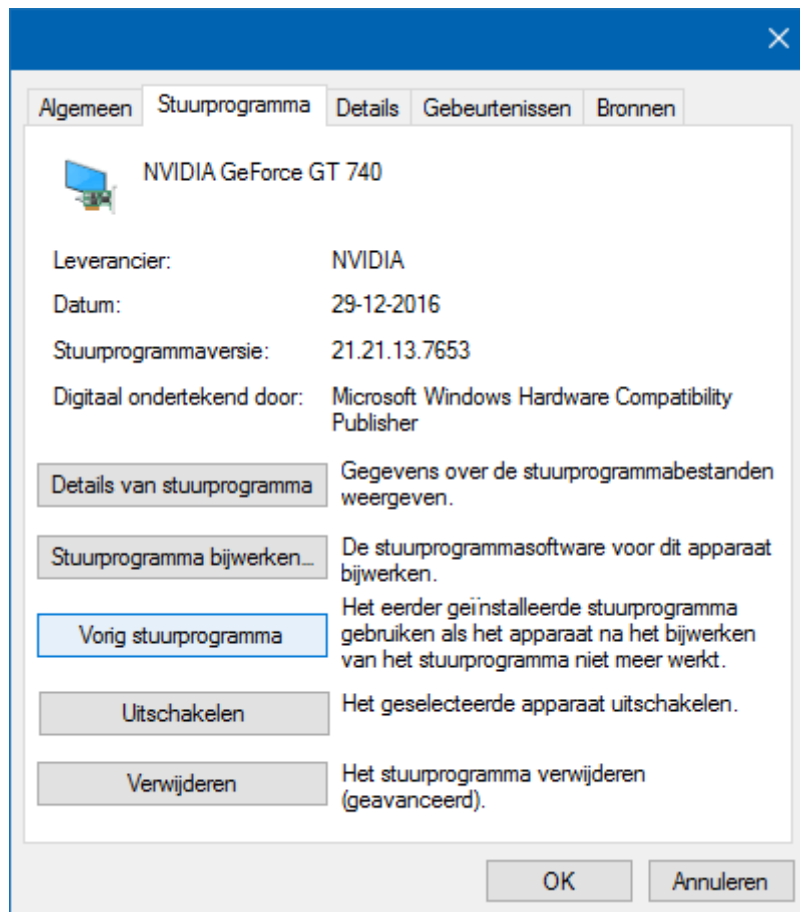 Algemeen Stuurprogramma Details Gebeurtenissen Bronnen
NVIDIA GeForce GT 740
Leverancier: NVIDIA
Datum: 29-12-2016
Stuurprogrammaversie: 21.21.13.7653
Digitaal ondertekend door: Microsoft Windows Hardware Compatibility
Publisher
Details van stuurprogramma
Gegevens over de stuurprogrammabestanden
weergeven.
Stuurprogramma bijwerken...
De stuurprogrammasoftware voor dit apparaat
bijwerken.
Vorig stuurprogramma
Het eerder geïnstalleerde stuurprogramma
gebruiken als het apparaat na het bijwerken
van het stuurprogramma niet meer werkt.
Uitschakelen
Het geselecteerde apparaat uitschakelen.
Verwijderen
Het stuurprogramma verwijderen
(geavanceerd).
OK Annuleren